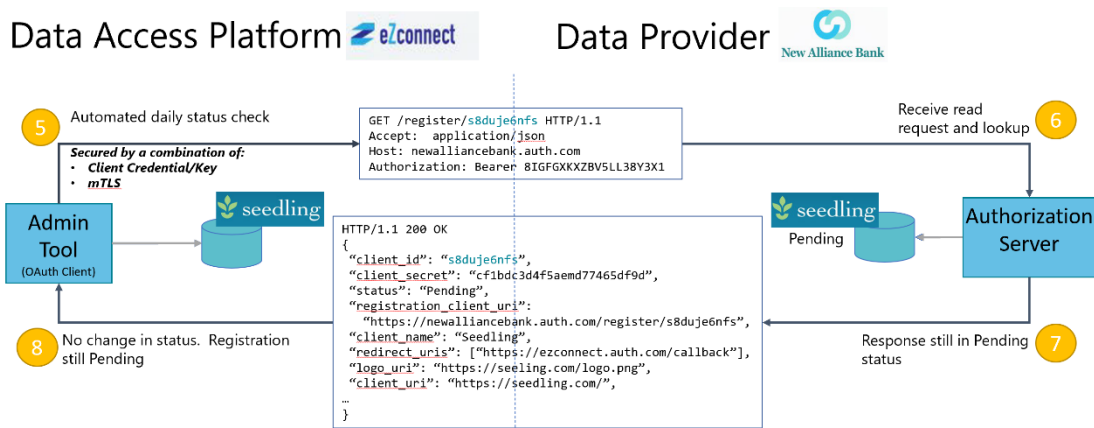 Data Access Platform
eZconnect
Data Provider
New Alliance Bank
5
Automated daily status check
Secured by a combination of:
• Client Credential/Key
• mTLS
GET /register/s8duje6nfs HTTP/1.1
Accept:  application/json
Host: newalliancebank.auth.com
Authorization: Bearer 8IGFGXKXZBV5LL38Y3X1
Receive read
request and lookup
6
Admin
Tool
(OAuth Client)
seedling
seedling
Pending
Authorization
Server
HTTP/1.1 200 OK
{
“client_id”: “s8duje6nfs”,
“client_secret”: “cf1bdc3d4f5aemd77465df9d”,
“status”: “Pending”,
“registration_client_uri”:
“https://newalliancebank.auth.com/register/s8duje6nfs”,
“client_name”: “Seedling”,
“redirect_uris”: [“https://ezconnect.auth.com/callback”],
“logo_uri”: “https://seeling.com/logo.png”,
“client_uri”: “https://seedling.com/”,
…
}
8
No change in status.  Registration
still Pending
Response still in Pending
status
7